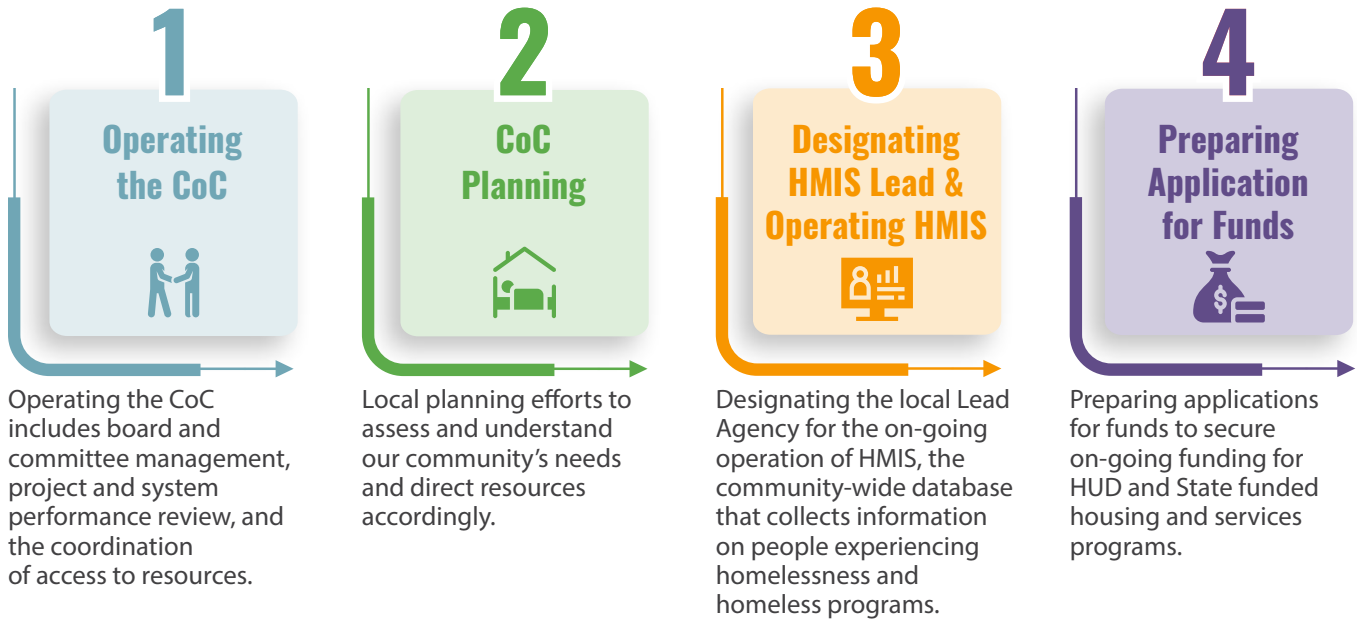 1
Operating
the CoC
Operating the CoC
includes board and
committee management,
project and system
performance review, and
the coordination
of access to resources.
2
CoC
Planning
Local planning efforts to
assess and understand
our community’s needs
and direct resources
accordingly.
3
Designating
HMIS Lead &
Operating HMIS
Designating the local Lead
Agency for the on-going
operation of HMIS, the
community-wide database
that collects information
on people experiencing
homelessness and
homeless programs.
4
Preparing
Application
for Funds
$
Preparing applications
for funds to secure
on-going funding for
HUD and State funded
housing and services
programs.